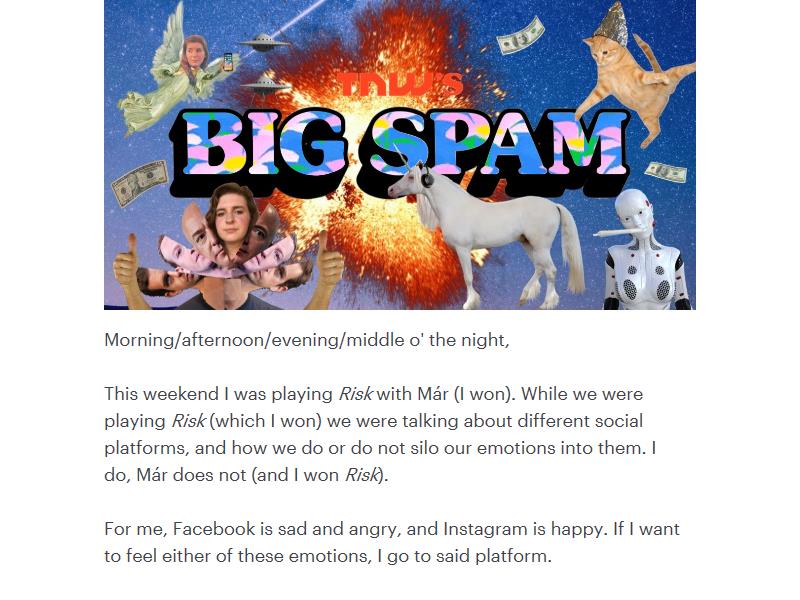 TNW's
BIG SPAM
Morning/afternoon/evening/middle o' the night,
This weekend I was playing Risk with Már (I won). While we were
playing Risk (which I won) we were talking about different social
platforms, and how we do or do not silo our emotions into them. I
do, Már does not (and I won Risk).
For me, Facebook is sad and angry, and Instagram is happy. If I want
to feel either of these emotions, I go to said platform.